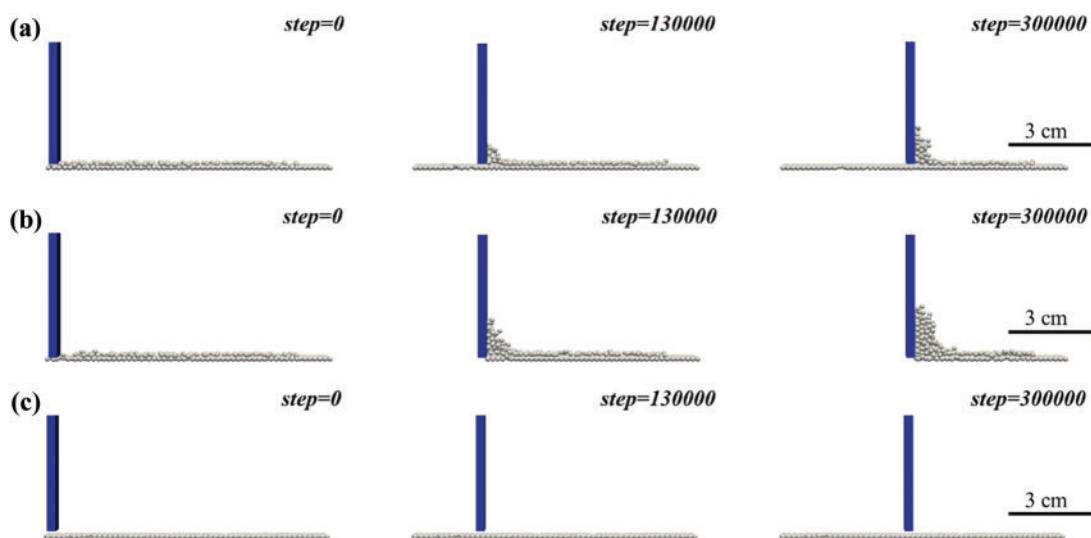 (a) step=0 step=130000 step=300000
3 cm
(b) step=0 step=130000 step=300000
3 cm
(c) step=0 step=130000 step=300000
3 cm